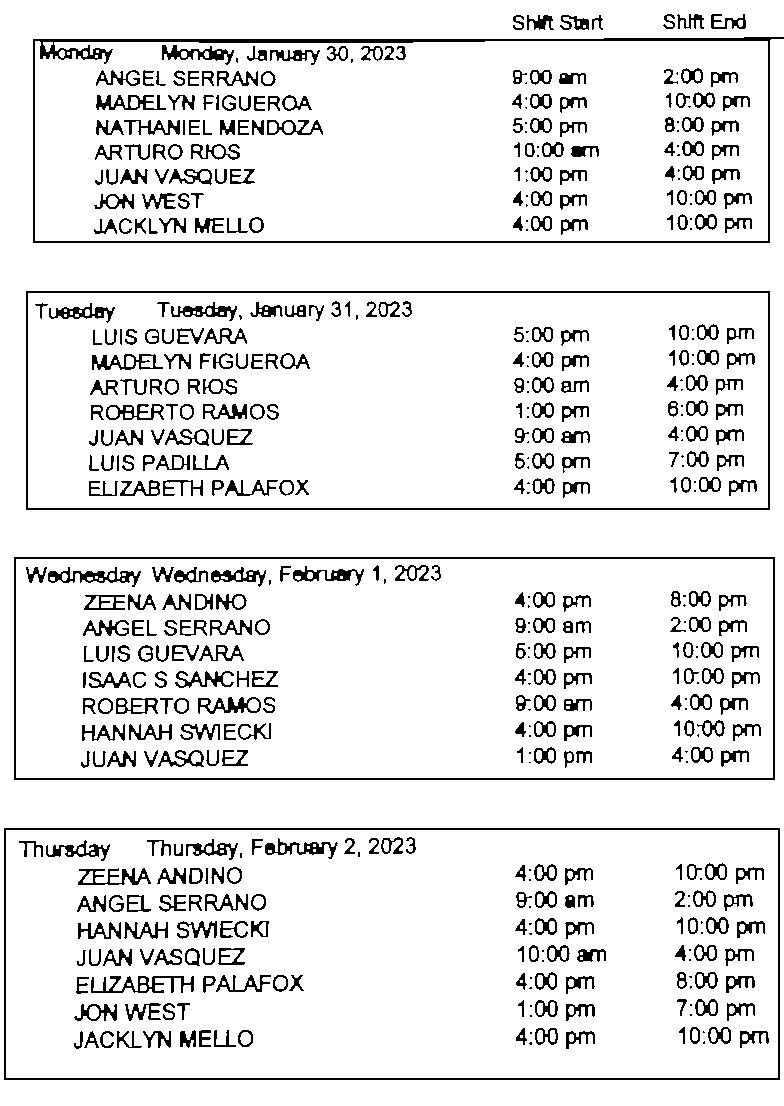 Shift Start Shift End
Monday Monday, January 30, 2023
ANGEL SERRANO 9:00 am 2:00 pm
MADELYN FIGUEROA 4:00 pm 10:00 pm
NATHANIEL MENDOZA 5:00 pm 8:00 pm
ARTURO RIOS 10:00 am 4:00 pm
JUAN VASQUEZ 1:00 pm 4:00 pm
JON WEST 4:00 pm 10:00 pm
JACKLYN MELLO 4:00 pm 10:00 pm
Tuesday Tuesday, January 31, 2023
LUIS GUEVARA 5:00 pm 10:00 pm
MADELYN FIGUEROA 4:00 pm 10:00 pm
ARTURO RIOS 9:00 am 4:00 pm
ROBERTO RAMOS 1:00 pm 6:00 pm
JUAN VASQUEZ 9:00 am 4:00 pm
LUIS PADILLA 5:00 pm 7:00 pm
ELIZABETH PALAFOX 4:00 pm 10:00 pm
Wednesday Wednesday, February 1, 2023
ZEENA ANDINO 4:00 pm 8:00 pm
ANGEL SERRANO 9:00 am 2:00 pm
LUIS GUEVARA 5:00 pm 10:00 pm
ISAAC S SANCHEZ 4:00 pm 10:00 pm
ROBERTO RAMOS 9:00 am 4:00 pm
HANNAH SWIECKI 4:00 pm 10:00 pm
JUAN VASQUEZ 1:00 pm 4:00 pm
Thursday Thursday, February 2, 2023
ZEENA ANDINO 4:00 pm 10:00 pm
ANGEL SERRANO 9:00 am 2:00 pm
HANNAH SWIECKI 4:00 pm 10:00 pm
JUAN VASQUEZ 10:00 am 4:00 pm
ELIZABETH PALAFOX 4:00 pm 8:00 pm
JON WEST 1:00 pm 7:00 pm
JACKLYN MELLO 4:00 pm 10:00 pm